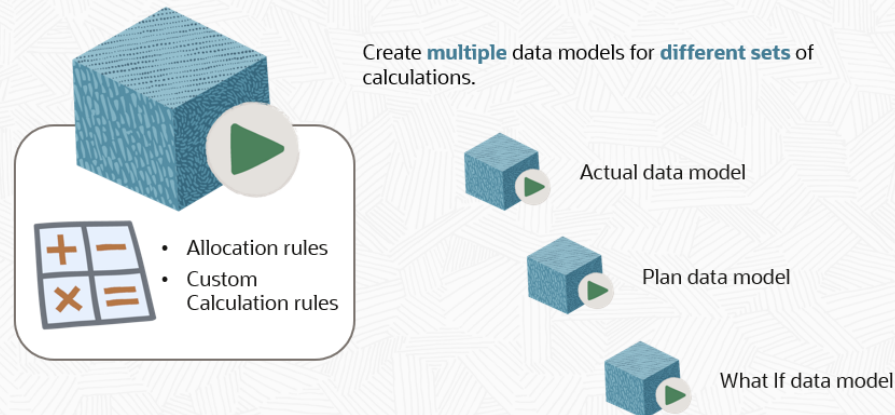 Create multiple data models for different sets of
calculations.
Actual data model
• Allocation rules
• Custom
Calculation rules
+ −
× =
Plan data model
What If data model